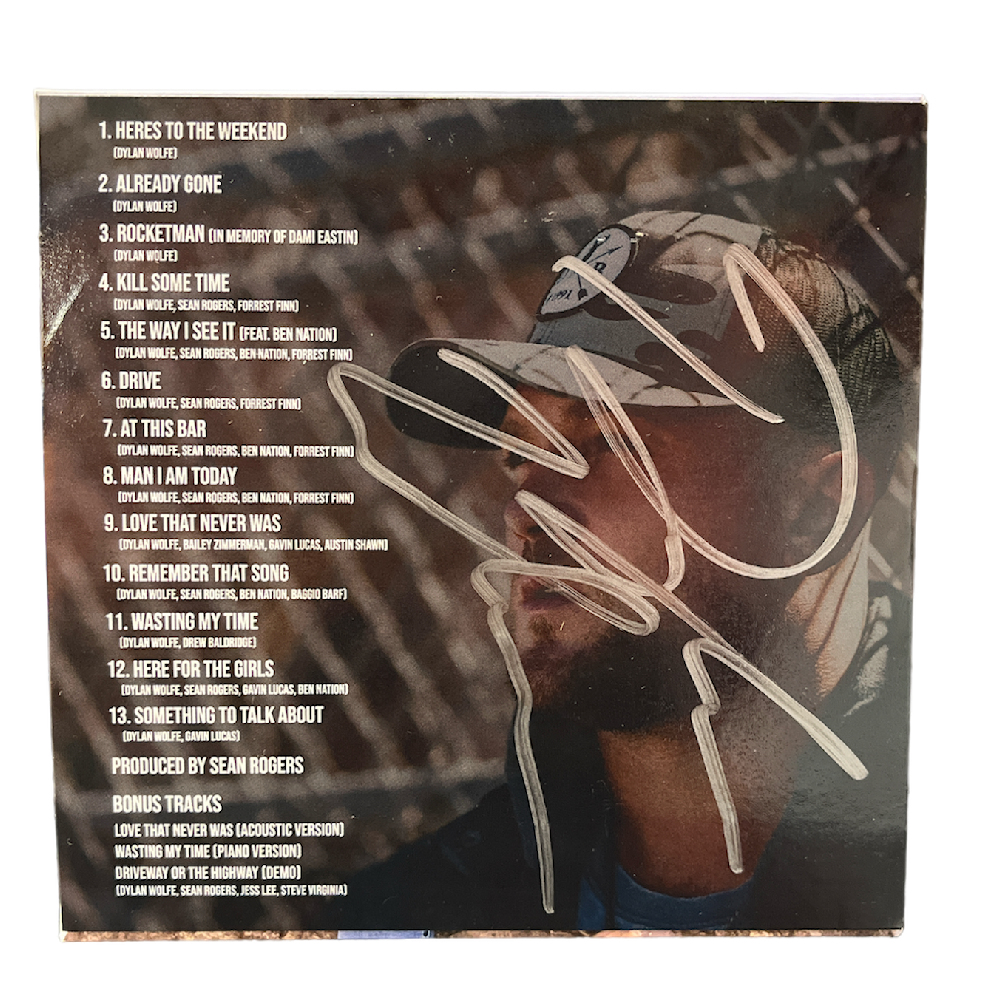 1. HERES TO THE WEEKEND
(DYLAN WOLFE)
2. ALREADY GONE
(DYLAN WOLFE)
3. ROCKETMAN (IN MEMORY OF DAMI EASTIN)
(DYLAN WOLFE)
4. KILL SOME TIME
(DYLAN WOLFE, SEAN ROGERS, FORREST FINN)
5. THE WAY I SEE IT (FEAT. BEN NATION)
(DYLAN WOLFE, SEAN ROGERS, BEN NATION, FORREST FINN)
6. DRIVE
(DYLAN WOLFE, SEAN ROGERS, FORREST FINN)
7. AT THIS BAR
(DYLAN WOLFE, SEAN ROGERS, BEN NATION, FORREST FINN)
8. MAN I AM TODAY
(DYLAN WOLFE, SEAN ROGERS, BEN NATION, FORREST FINN)
9. LOVE THAT NEVER WAS
(DYLAN WOLFE, BAILEY ZIMMERMAN, GAVIN LUCAS, AUSTIN SHAWN)
10. REMEMBER THAT SONG
(DYLAN WOLFE, SEAN ROGERS, BEN NATION, BAGGIO BARF)
11. WASTING MY TIME
(DYLAN WOLFE, DREW BALDRIDGE)
12. HERE FOR THE GIRLS
(DYLAN WOLFE, SEAN ROGERS, GAVIN LUCAS, BEN NATION)
13. SOMETHING TO TALK ABOUT
(DYLAN WOLFE, GAVIN LUCAS)
PRODUCED BY SEAN ROGERS
BONUS TRACKS
LOVE THAT NEVER WAS (ACOUSTIC VERSION)
WASTING MY TIME (PIANO VERSION)
DRIVEWAY OR THE HIGHWAY (DEMO)
(DYLAN WOLFE, SEAN ROGERS, JESS LEE, STEVE VIRGINIA)